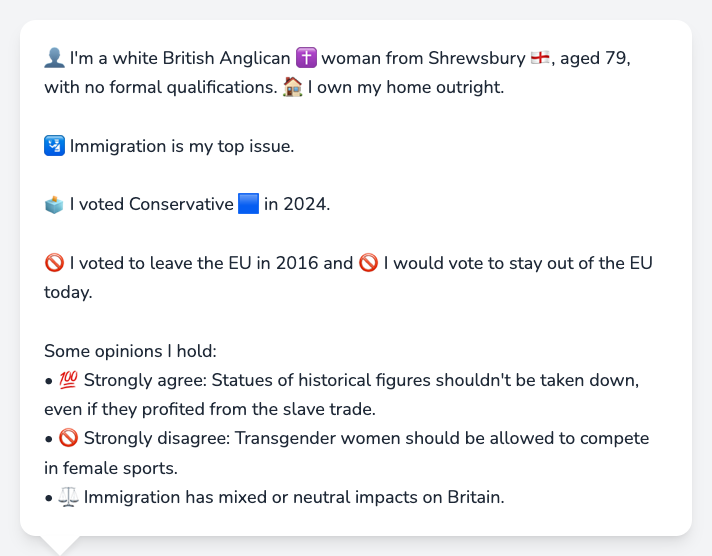 👤 I'm a white British Anglican ✝️ woman from Shrewsbury 🏴󠁧󠁢󠁥󠁮󠁧󠁿, aged 79,
with no formal qualifications. 🏠 I own my home outright.
🛂 Immigration is my top issue.
🗳️ I voted Conservative 🟦 in 2024.
🚫 I voted to leave the EU in 2016 and 🚫 I would vote to stay out of the EU
today.
Some opinions I hold:
• 💯 Strongly agree: Statues of historical figures shouldn't be taken down,
even if they profited from the slave trade.
• 🚫 Strongly disagree: Transgender women should be allowed to compete
in female sports.
• ⚖️ Immigration has mixed or neutral impacts on Britain.